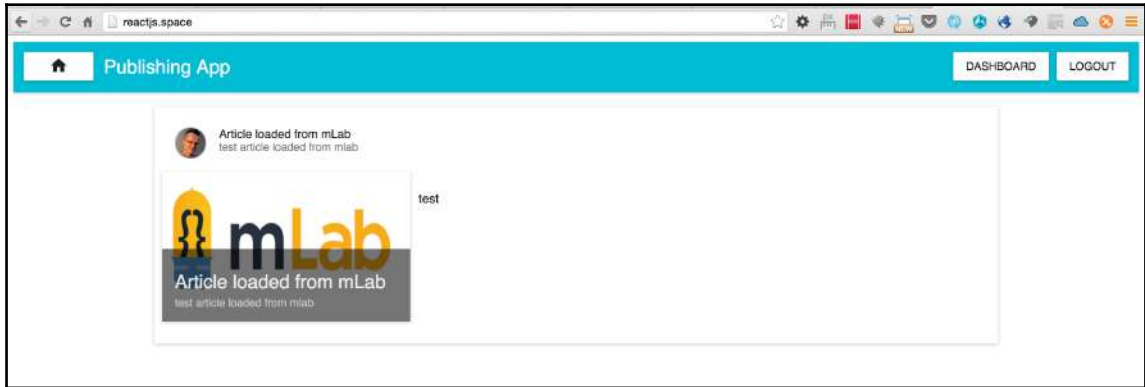 reactjs.space
Publishing App
DASHBOARD
LOGOUT
Article loaded from mLab
test article loaded from mlab
test
{} mLab
Article loaded from mLab
test article loaded from mlab